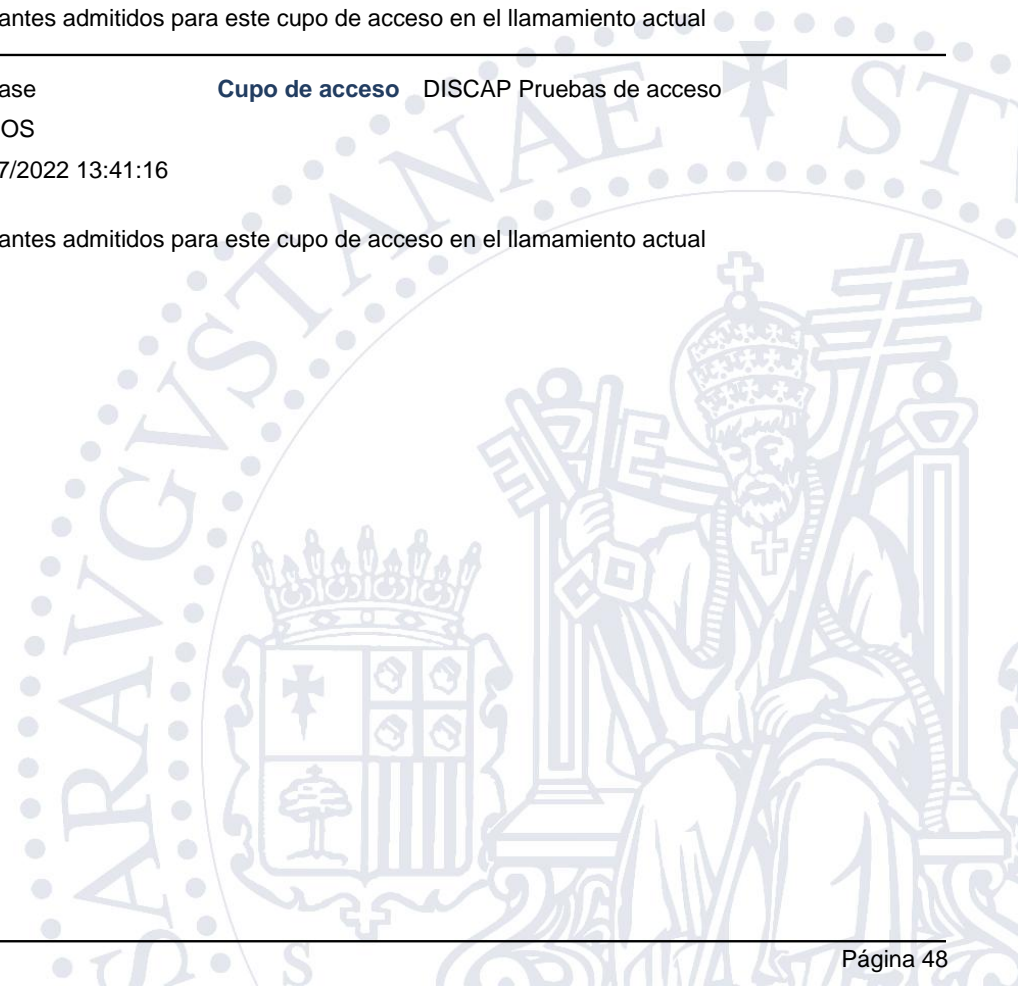 antes admitidos para este cupo de acceso en el llamamiento actual
ase Cupo de acceso DISCAP Pruebas de acceso
OS
7/2022 13:41:16
antes admitidos para este cupo de acceso en el llamamiento actual
SARAVGVSTANAE ST
S
Página 48